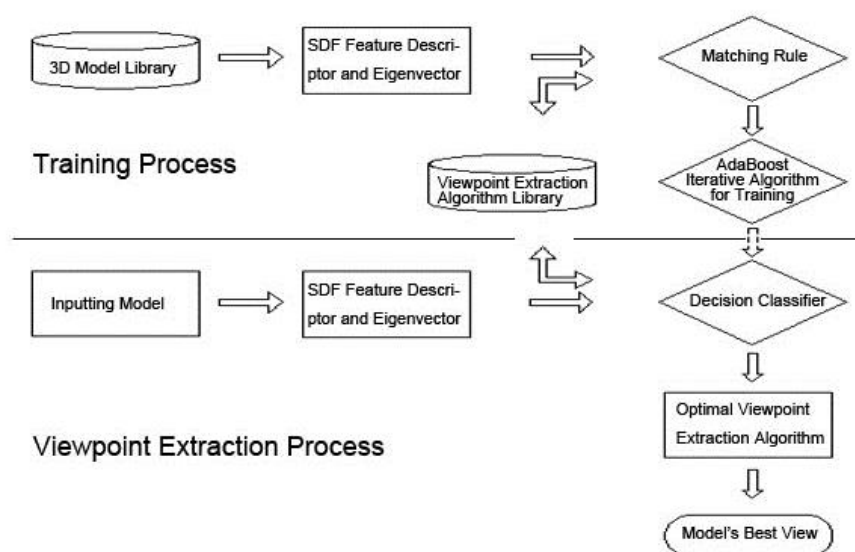 3D Model Library
SDF Feature Descri-
ptor and Eigenvector
Matching Rule
Training Process
Viewpoint Extraction
Algorithm Library
AdaBoost
Iterative Algorithm
for Training
Inputting Model
SDF Feature Descri-
ptor and Eigenvector
Decision Classifier
Viewpoint Extraction Process
Optimal Viewpoint
Extraction Algorithm
Model's Best View